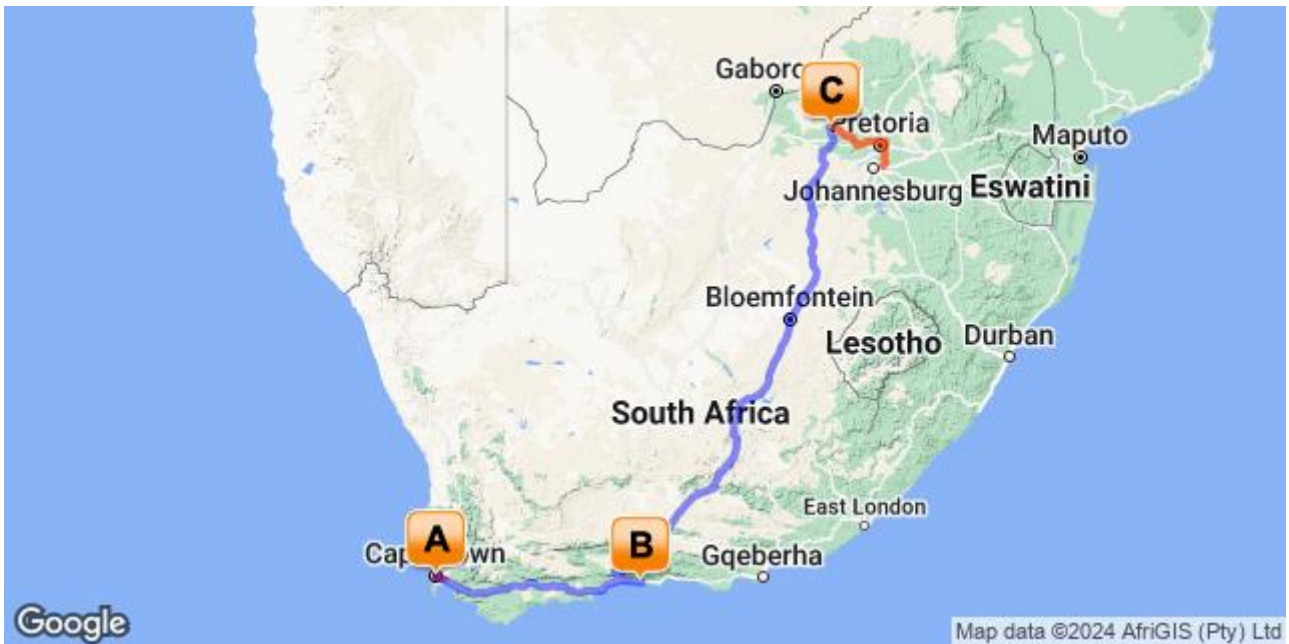 Gaboro
C
Pretoria
Maputo
Johannesburg
Eswatini
Bloemfontein
Lesotho
Durban
South Africa
East London
A
B
Cap own
Gqeberha
Google
Map data ©2024 AfriGIS (Pty) Ltd